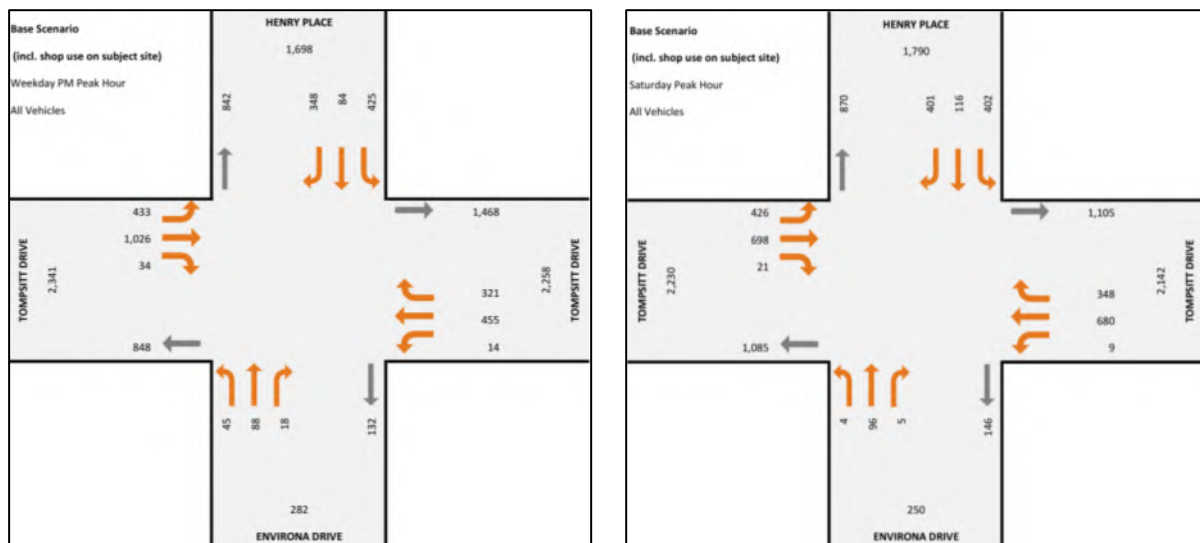 Base Scenario
(incl. shop use on subject site)
Weekday PM Peak Hour
All Vehicles
HENRY PLACE
1,698
842
348
84
425
433
1,026
34
1,468
TOMPSITT DRIVE
2,341
321
455
14
2,258
TOMPSITT DRIVE
848
45
88
18
132
282
ENVIRONA DRIVE
Base Scenario
(incl. shop use on subject site)
Saturday Peak Hour
All Vehicles
HENRY PLACE
1,790
870
401
116
402
426
698
21
1,105
TOMPSITT DRIVE
2,230
348
680
9
2,142
TOMPSITT DRIVE
1,085
4
96
5
146
250
ENVIRONA DRIVE